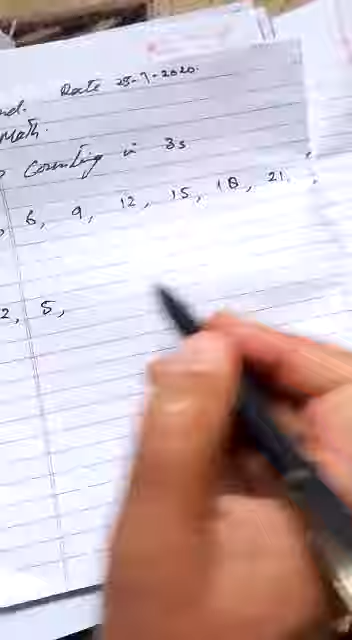 Date 25-7-2020.
Math.
Counting in 3s
6, 9, 12, 15, 18, 21,
2, 5,